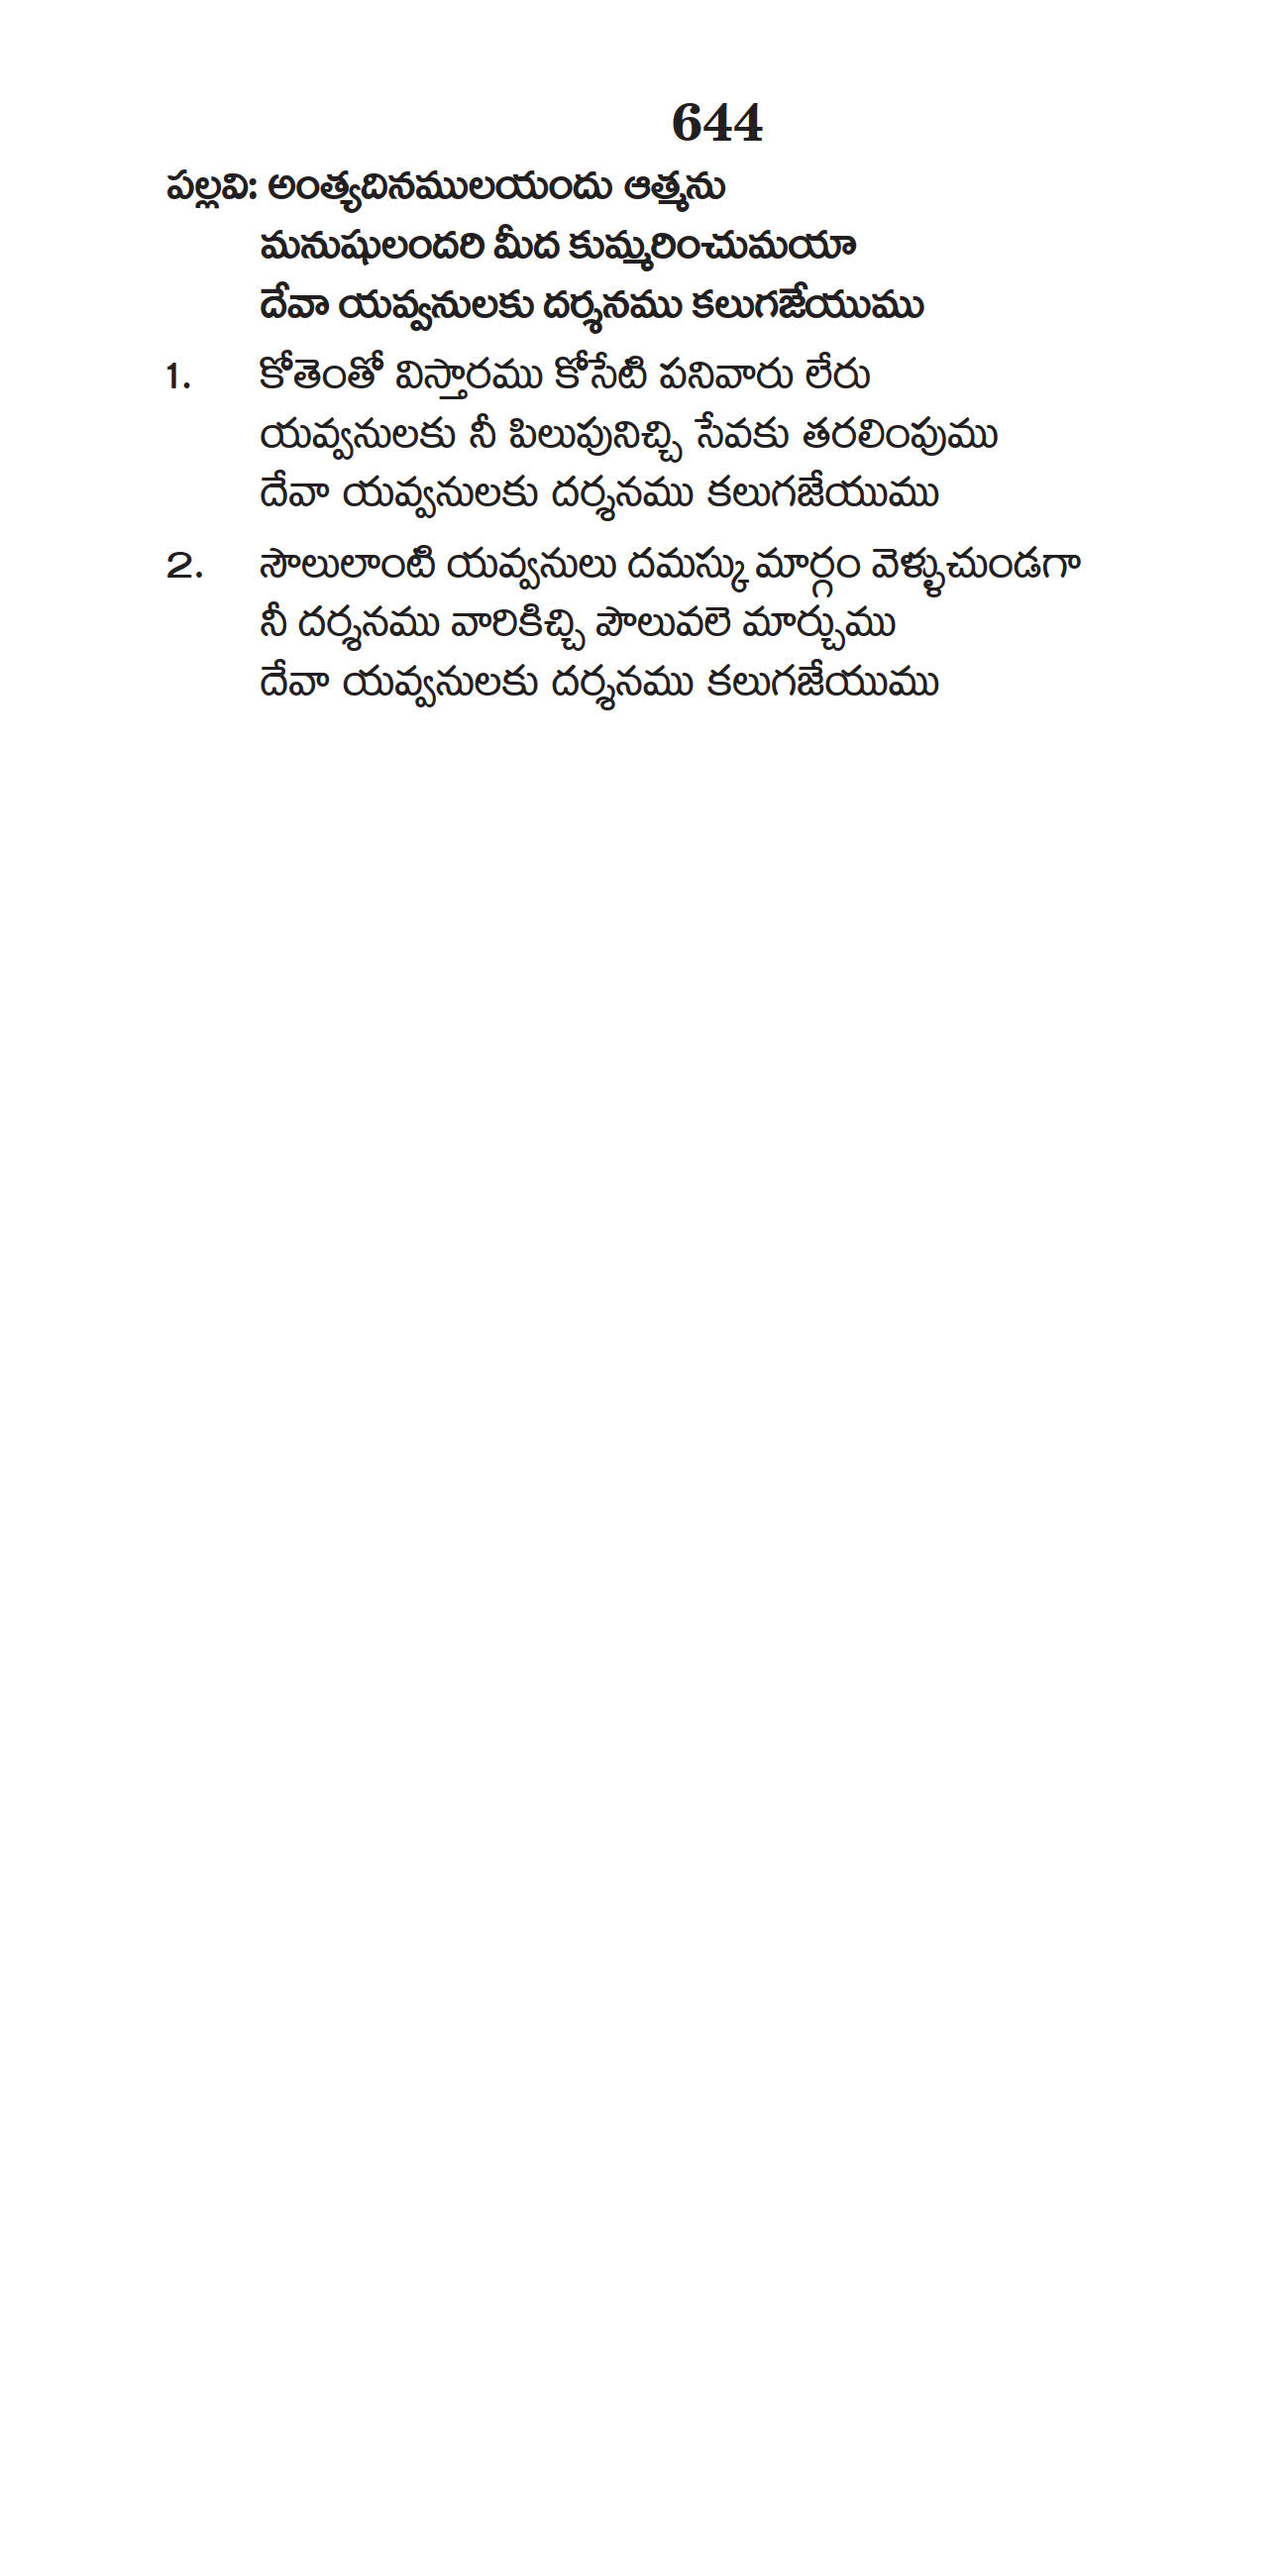 644
పల్లవి: అంత్యదినములయందు ఆత్మను
మనుషులందరి మీద కుమ్మరించుమయా
దేవా యవ్వనులకు దర్శనము కలుగజేయుము
1. కోతెంతో విస్తారము కోసేటి పనివారు లేరు
యవ్వనులకు నీ పిలుపునిచ్చి సేవకు తరలింపుము
దేవా యవ్వనులకు దర్శనము కలుగజేయుము
2. సౌలులాంటి యవ్వనులు దమస్కు మార్గం వెళ్ళుచుండగా
నీ దర్శనము వారికిచ్చి పౌలువలె మార్చుము
దేవా యవ్వనులకు దర్శనము కలుగజేయుము